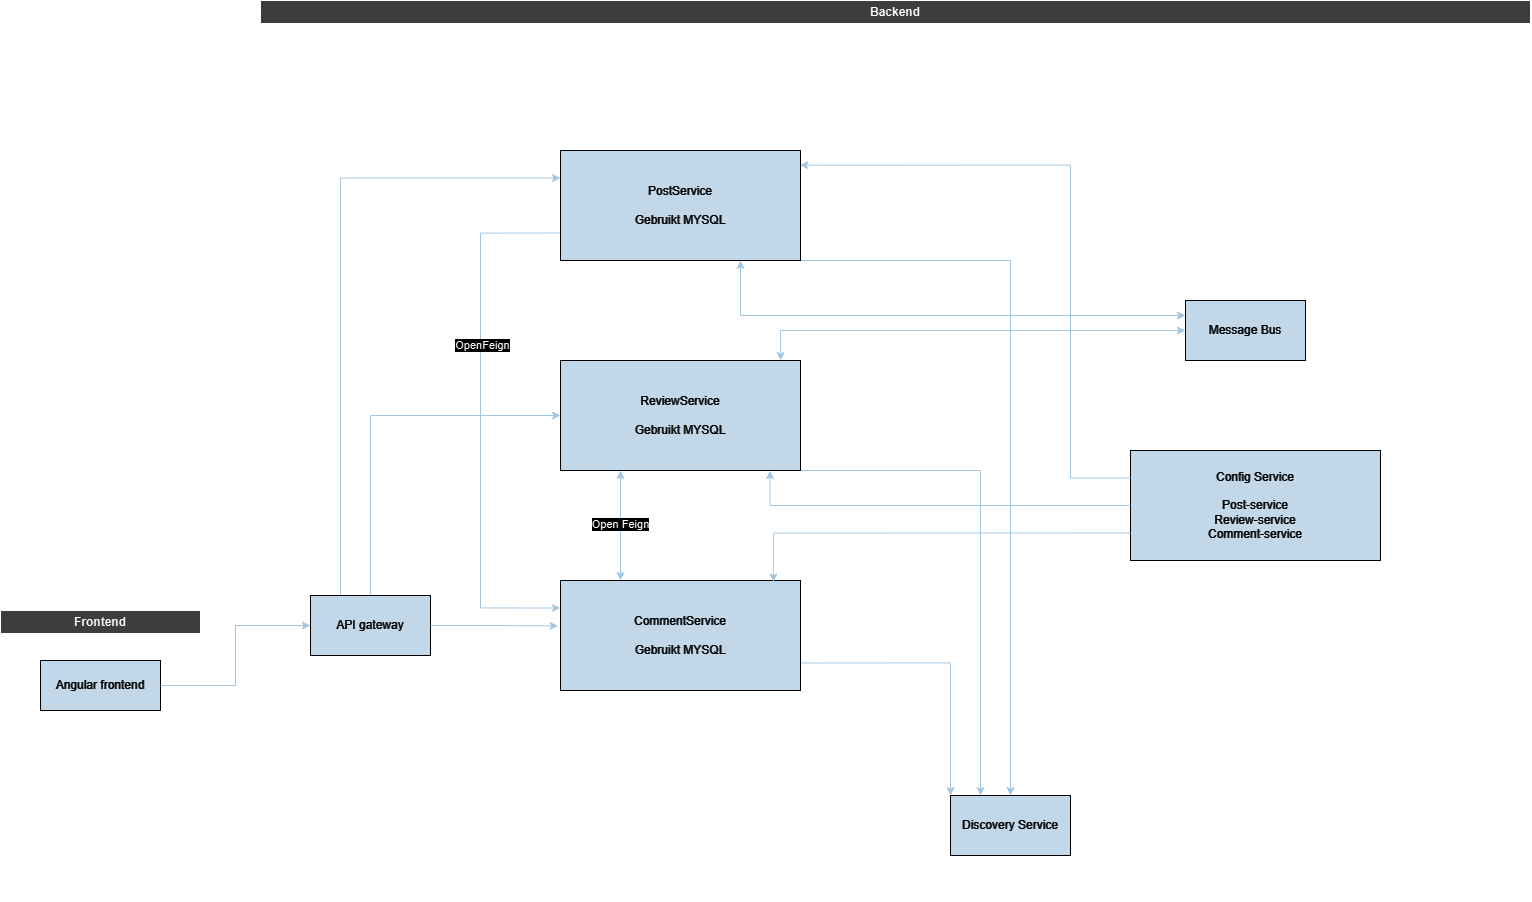 Backend
PostService
Gebruikt MYSQL
OpenFeign
Message Bus
ReviewService
Gebruikt MYSQL
Open Feign
Config Service
Post-service
Review-service
Comment-service
Frontend
Angular frontend
API gateway
CommentService
Gebruikt MYSQL
Discovery Service